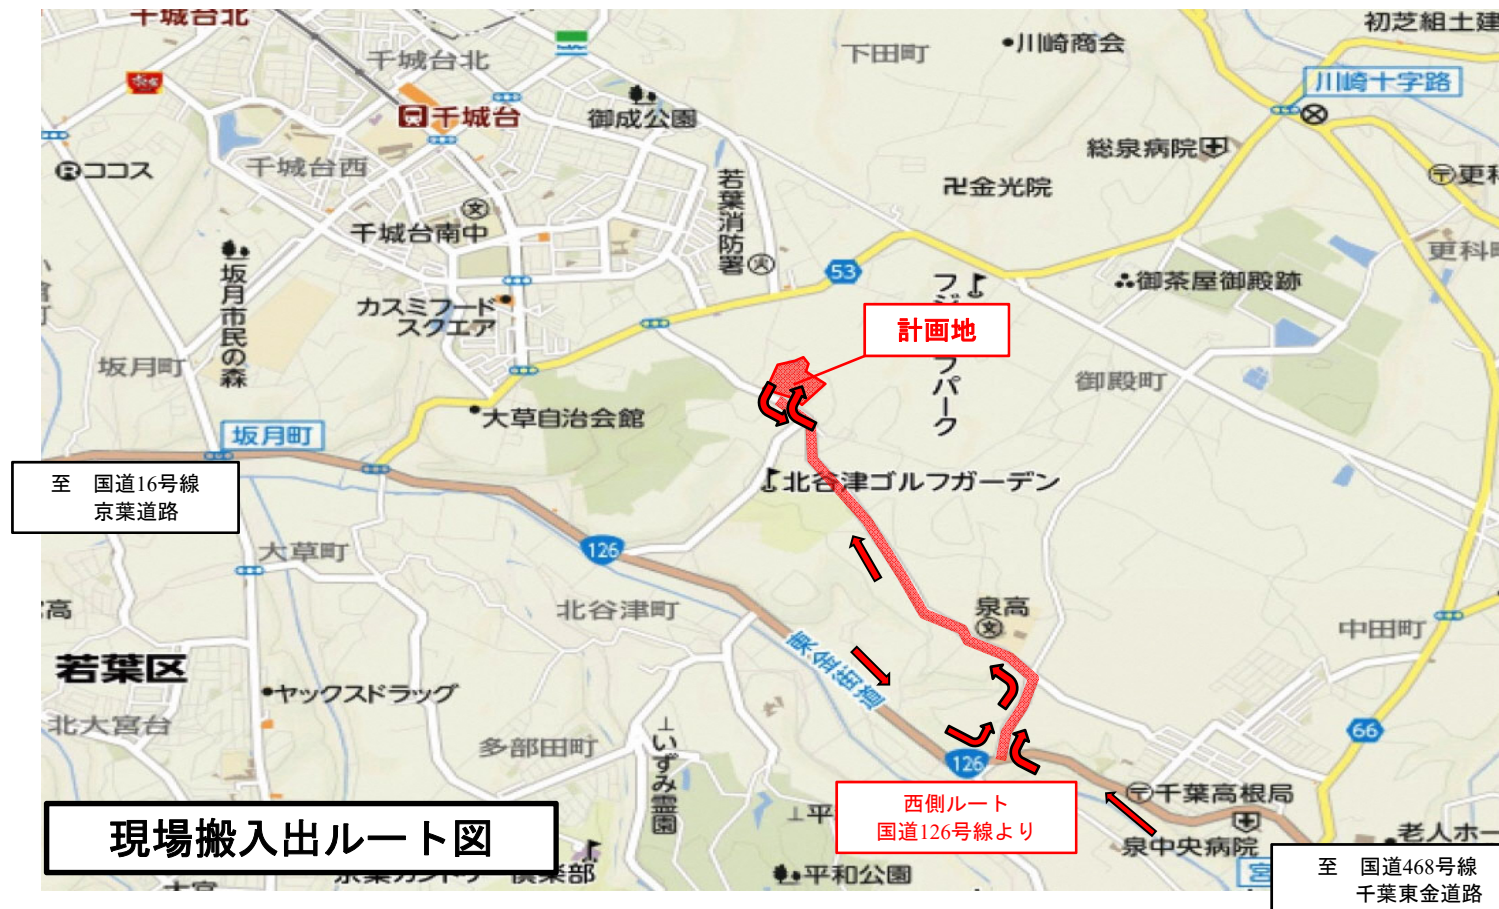 千城台北
千城台北
下田町
川崎商会
初芝組土建
川崎十字路
千城台
御成公園
総泉病院
ココス
千城台西
若葉消防署
卍金光院
更科
千城台南中
53
更科町
坂月市民の森
カスミフード
スクエア
御茶屋御殿跡
計画地
坂月町
御殿町
大草自治会館
坂月町
至 国道16号線
京葉道路
北谷津ゴルフガーデン
大草町
126
北谷津町
泉高
中田町
若葉区
東金街道
ヤックスドラッグ
北大宮台
多部田町
いずみ霊園
126
66
西側ルート
国道126号線より
千葉高根局
現場搬入出ルート図
泉中央病院
老人ホー
平和公園
倶楽部
至 国道468号線
千葉東金道路